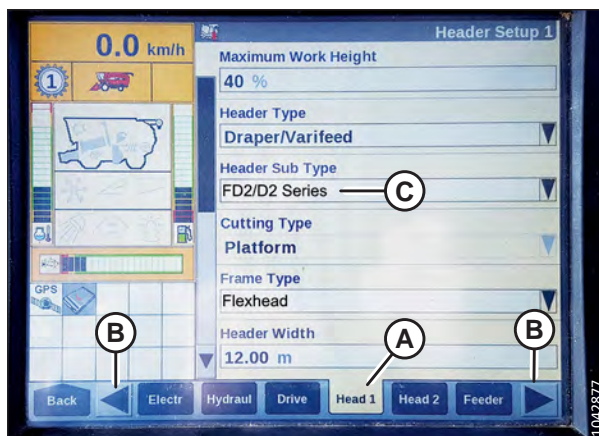 0.0 km/h
Header Setup 1
1
Maximum Work Height
40 %
Header Type
Draper/Varifeed
Header Sub Type
FD2/D2 Series
C
Cutting Type
Platform
Frame Type
Flexhead
GPS
Header Width
12.00 m
B
A
B
Back
Electr
Hydraul
Drive
Head 1
Head 2
Feeder
1042877